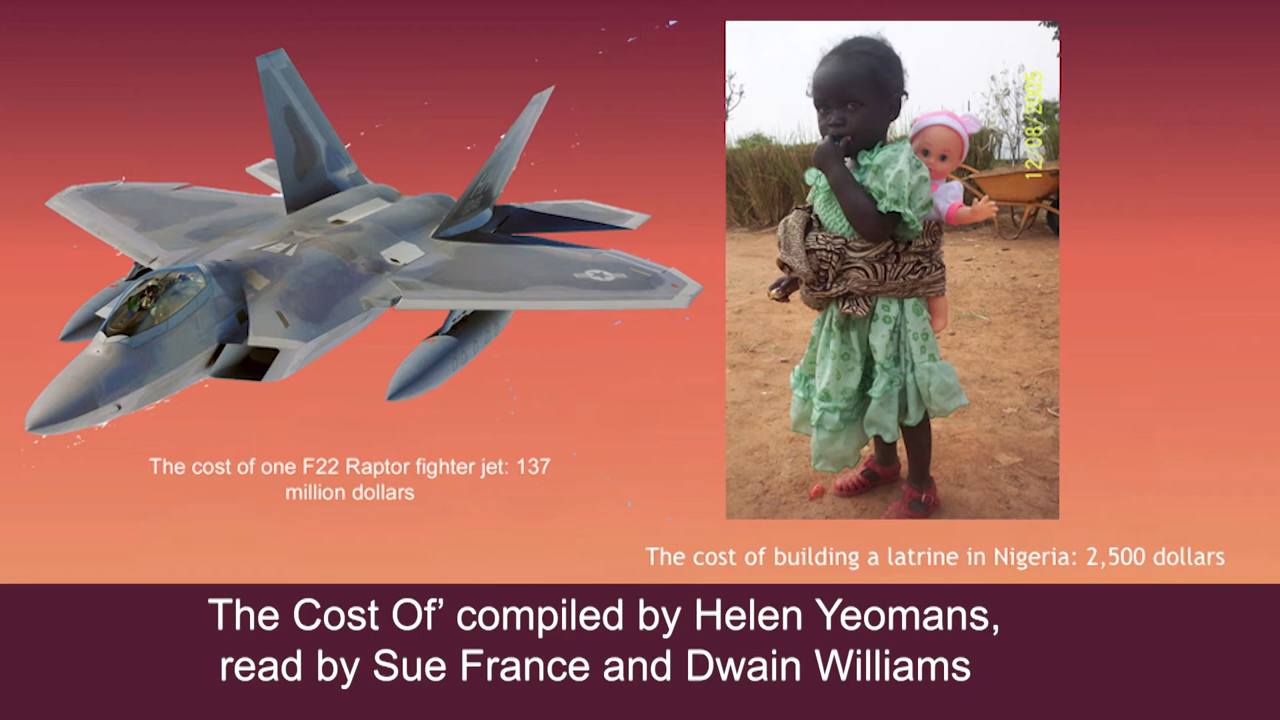 12/08/2005
The cost of one F22 Raptor fighter jet: 137
million dollars
The cost of building a latrine in Nigeria: 2,500 dollars
The Cost Of’ compiled by Helen Yeomans,
read by Sue France and Dwain Williams